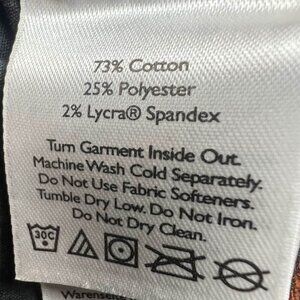 73% Cotton
25% Polyester
2% Lycra® Spandex
Turn Garment Inside Out.
Machine Wash Cold Separately.
Do Not Use Fabric Softeners.
Tumble Dry Low. Do Not Iron.
Do Not Dry Clean.
30C